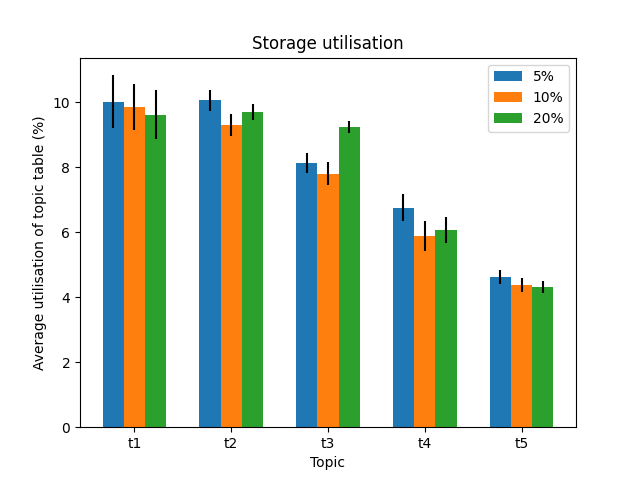 Storage utilisation
Average utilisation of topic table (%)
10
8
6
4
2
0
5%
10%
20%
t1 t2 t3 t4 t5
Topic